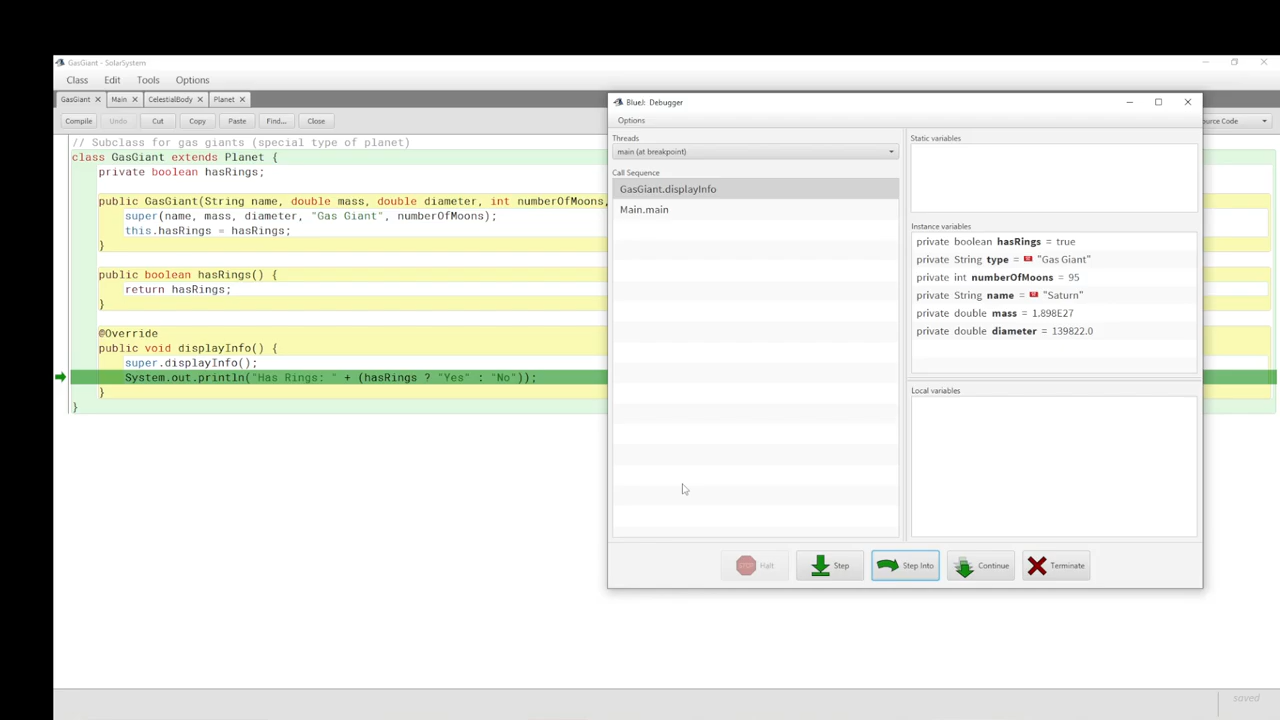 GasGiant - SolarSystem
Class Edit Tools Options
GasGiant Main CelestialBody Planet
Compile Undo Cut Copy Paste Find... Close ource Code
// Subclass for gas giants (special type of planet)
class GasGiant extends Planet {
private boolean hasRings;
public GasGiant(String name, double mass, double diameter, int numberOfMoons,
super(name, mass, diameter, "Gas Giant", numberOfMoons);
this.hasRings = hasRings;
}
public boolean hasRings() {
return hasRings;
}
@Override
public void displayInfo() {
super.displayInfo();
System.out.println("Has Rings: " + (hasRings ? "Yes" : "No"));
}
}
BlueJ: Debugger
Options
Threads
main (at breakpoint)
Call Sequence
GasGiant.displayInfo
Main.main
Static variables
Instance variables
private boolean hasRings = true
private String type = "Gas Giant"
private int numberOfMoons = 95
private String name = "Saturn"
private double mass = 1.898E27
private double diameter = 139822.0
Local variables
STOP Halt Step Step Into Continue Terminate
saved